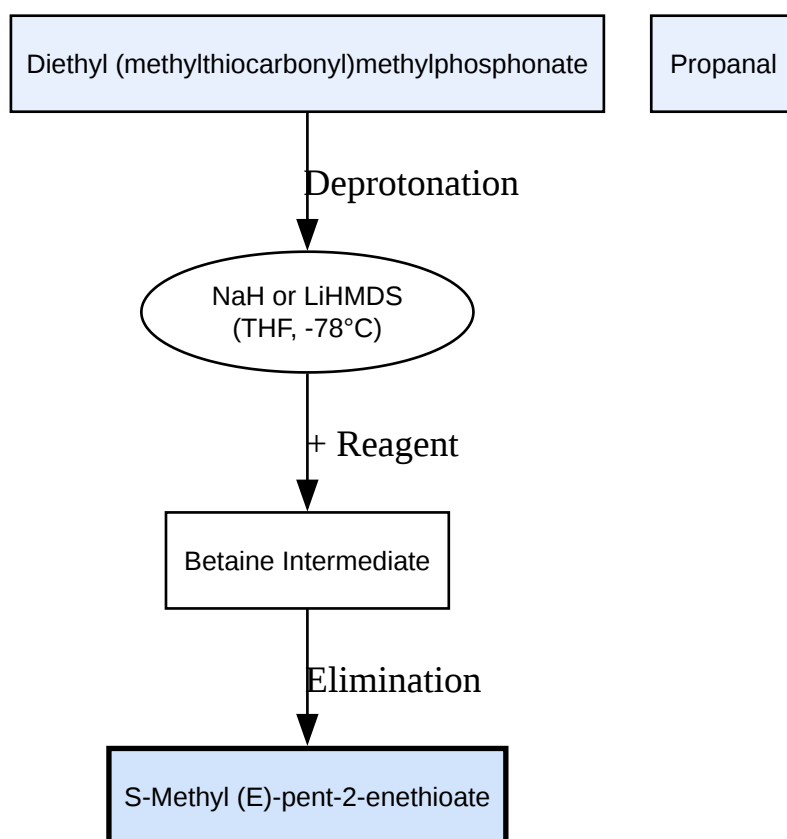 Diethyl (methylthiocarbonyl)methylphosphonate
Propanal
Deprotonation
NaH or LiHMDS
(THF, -78°C)
+ Reagent
Betaine Intermediate
Elimination
S-Methyl (E)-pent-2-enethioate